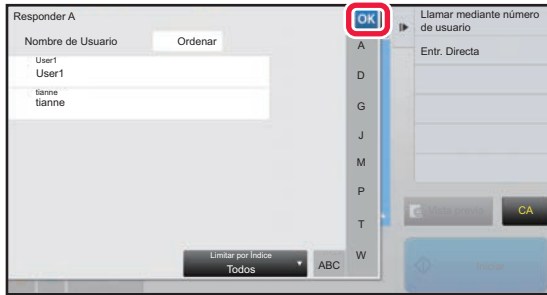 Responder A
OK
Nombre de Usuario
Ordenar
User1
User1
tianne
tianne
A
D
G
J
M
P
T
W
Limitar por Índice
Todos
ABC
Llamar mediante número
de usuario
Entr. Directa
CA